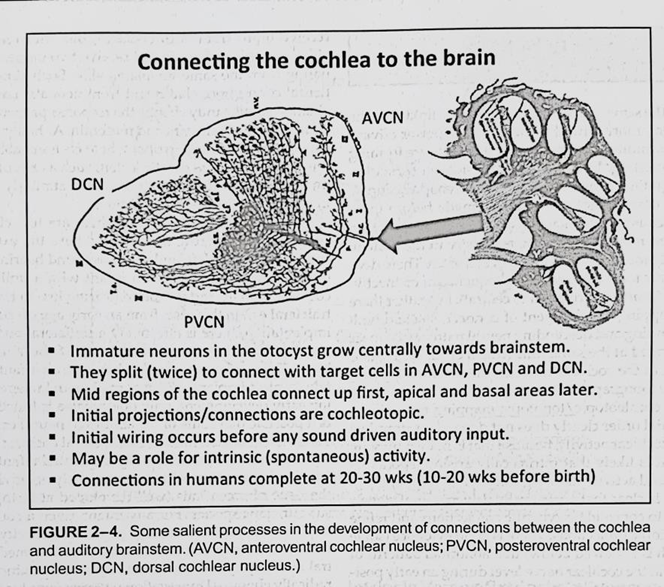 Connecting the cochlea to the brain
AVCN
DCN
PVCN
▪ Immature neurons in the otocyst grow centrally towards brainstem.
▪ They split (twice) to connect with target cells in AVCN, PVCN and DCN.
▪ Mid regions of the cochlea connect up first, apical and basal areas later.
▪ Initial projections/connections are cochleotopic.
▪ Initial wiring occurs before any sound driven auditory input.
▪ May be a role for intrinsic (spontaneous) activity.
▪ Connections in humans complete at 20-30 wks (10-20 wks before birth)
FIGURE 2–4. Some salient processes in the development of connections between the cochlea
and auditory brainstem. (AVCN, anteroventral cochlear nucleus; PVCN, posteroventral cochlear
nucleus; DCN, dorsal cochlear nucleus.)